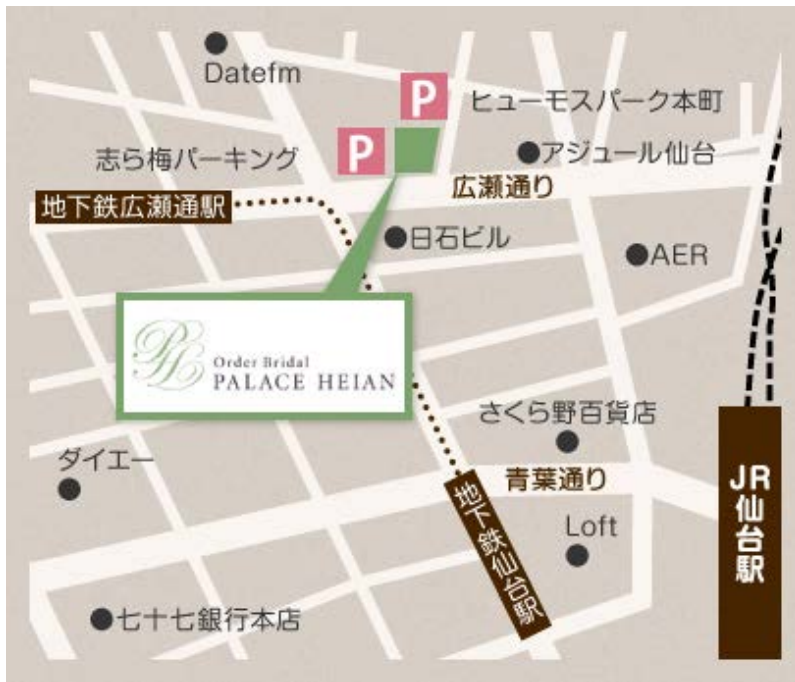 Datefm
P
ヒューモスパーク本町
志ら梅パーキング
P
アジュール仙台
地下鉄広瀬通駅
広瀬通り
日石ビル
AER
PH
Order Bridal
PALACE HEIAN
さくら野百貨店
ダイエー
青葉通り
JR仙台駅
地下鉄仙台駅
Loft
七十七銀行本店